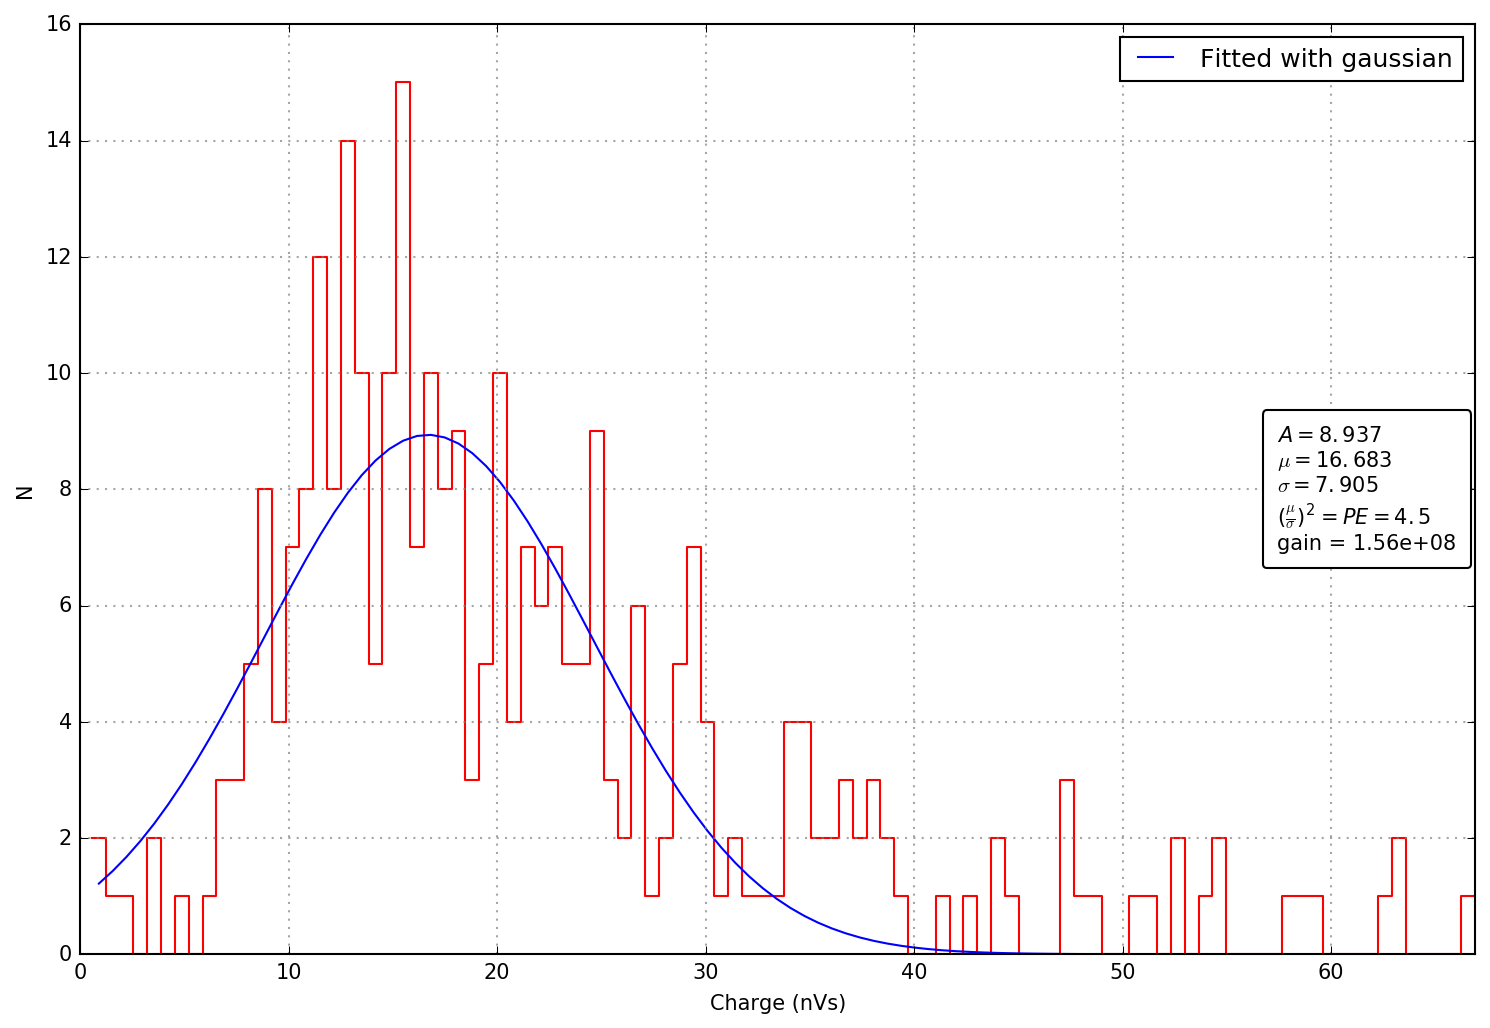 16
14
12
10
8
6
4
2
0
N
0 10 20 30 40 50 60
Charge (nVs)
Fitted with gaussian
A = 8.937
μ = 16.683
σ = 7.905
(μ/σ)² = PE = 4.5
gain = 1.56e+08